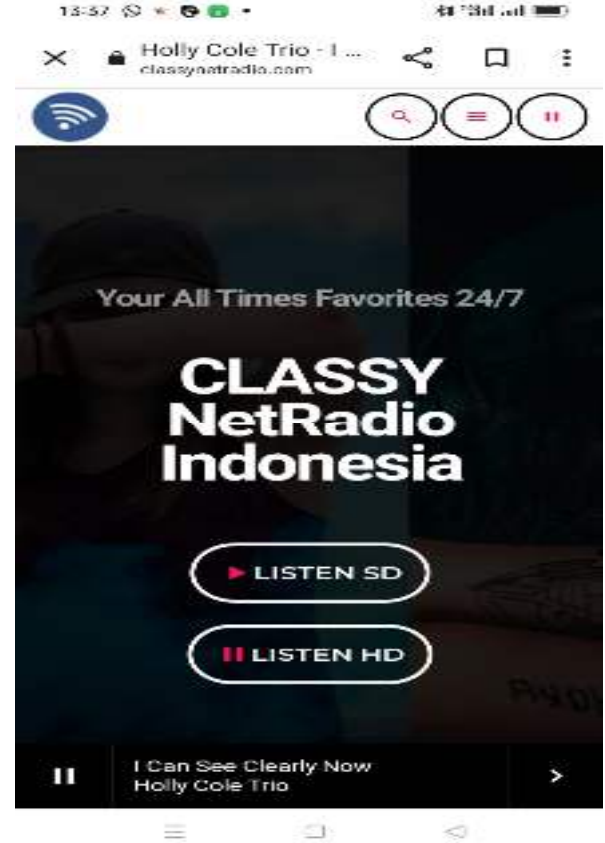 13:37
Holly Cole Trio - I ...
classynetradio.com
Your All Times Favorites 24/7
CLASSY
NetRadio
Indonesia
LISTEN SD
LISTEN HD
I Can See Clearly Now
Holly Cole Trio